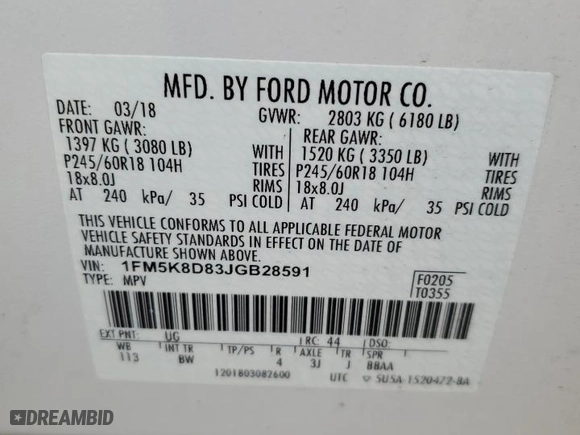 MFD. BY FORD MOTOR CO.
DATE: 03/18 GVWR: 2803 KG ( 6180 LB)
FRONT GAWR: REAR GAWR:
1397 KG ( 3080 LB) WITH 1520 KG ( 3350 LB) WITH
P245/60R18 104H TIRES P245/60R18 104H TIRES
18x8.0J RIMS 18x8.0J RIMS
AT 240 kPa/ 35 PSI COLD AT 240 kPa/ 35 PSI COLD
THIS VEHICLE CONFORMS TO ALL APPLICABLE FEDERAL MOTOR
VEHICLE SAFETY STANDARDS IN EFFECT ON THE DATE OF
MANUFACTURE SHOWN ABOVE.
VIN: 1FM5K8D83JGB28591 F0205
TYPE: MPV T0355
EXT PNT: UG RC: 44 DSO:
WB INT TR TP/PS R AXLE TR SPR
113 BW 4 3J J BBAA
1201803082600 UTC 5U5A-1520472-BA
DREAMBID